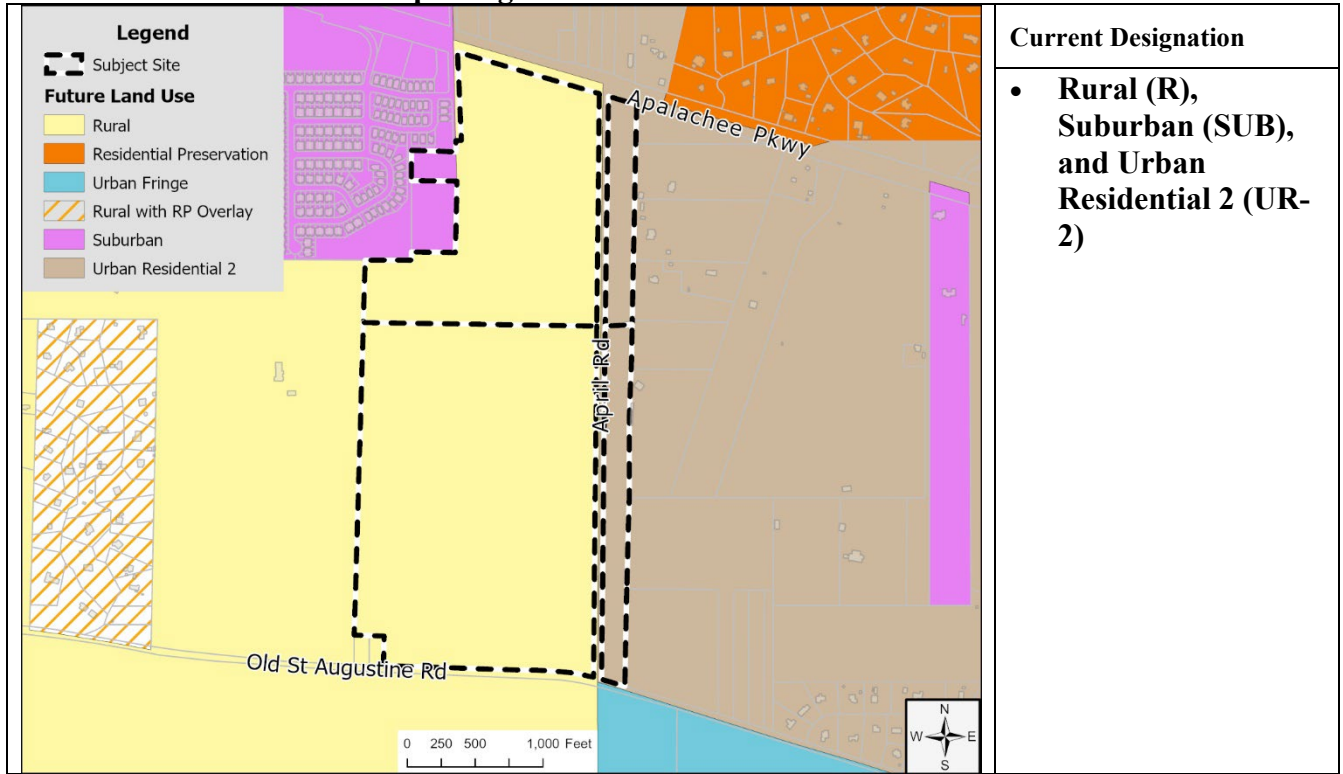 Legend
Subject Site
Future Land Use
Rural
Residential Preservation
Urban Fringe
Rural with RP Overlay
Suburban
Urban Residential 2
Apalachee Pkwy
April Rd
Old St Augustine Rd
0 250 500 1,000 Feet
N
W E
S
Current Designation
• Rural (R),
Suburban (SUB),
and Urban
Residential 2 (UR-
2)